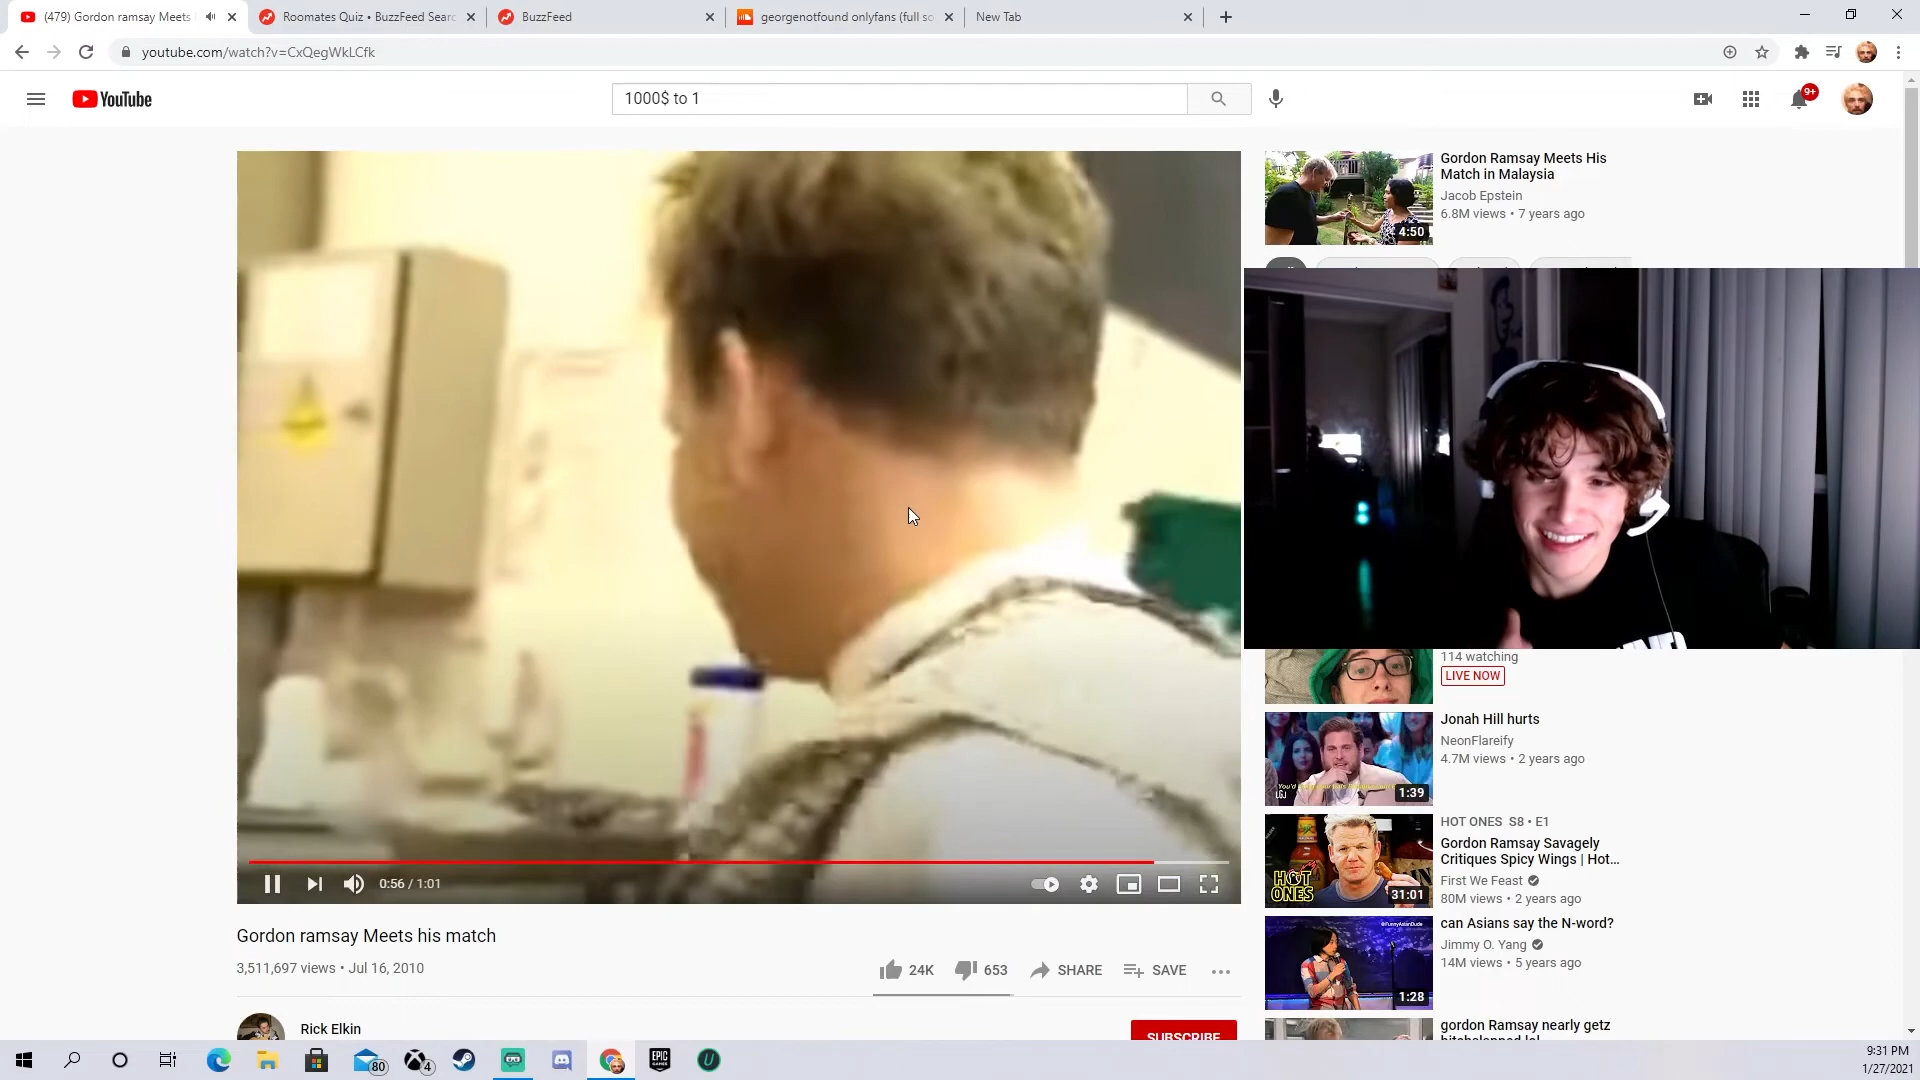 (479) Gordon ramsay Meets
Roomates Quiz • BuzzFeed Searc
BuzzFeed
georgenotfound onlyfans (full so
New Tab
youtube.com/watch?v=CxQegWkLCfk
YouTube
1000$ to 1
9+
Gordon Ramsay Meets His
Match in Malaysia
Jacob Epstein
6.8M views • 7 years ago
4:50
114 watching
LIVE NOW
Jonah Hill hurts
NeonFlareify
4.7M views • 2 years ago
1:39
HOT ONES S8 • E1
Gordon Ramsay Savagely
Critiques Spicy Wings | Hot...
First We Feast
80M views • 2 years ago
HOT
ONES
31:01
can Asians say the N-word?
Jimmy O. Yang
14M views • 5 years ago
1:28
gordon Ramsay nearly getz
0:56 / 1:01
Gordon ramsay Meets his match
3,511,697 views • Jul 16, 2010
24K
653
SHARE
SAVE
Rick Elkin
SUBSCRIBE
80
4
EPIC
GAMES
9:31 PM
1/27/2021